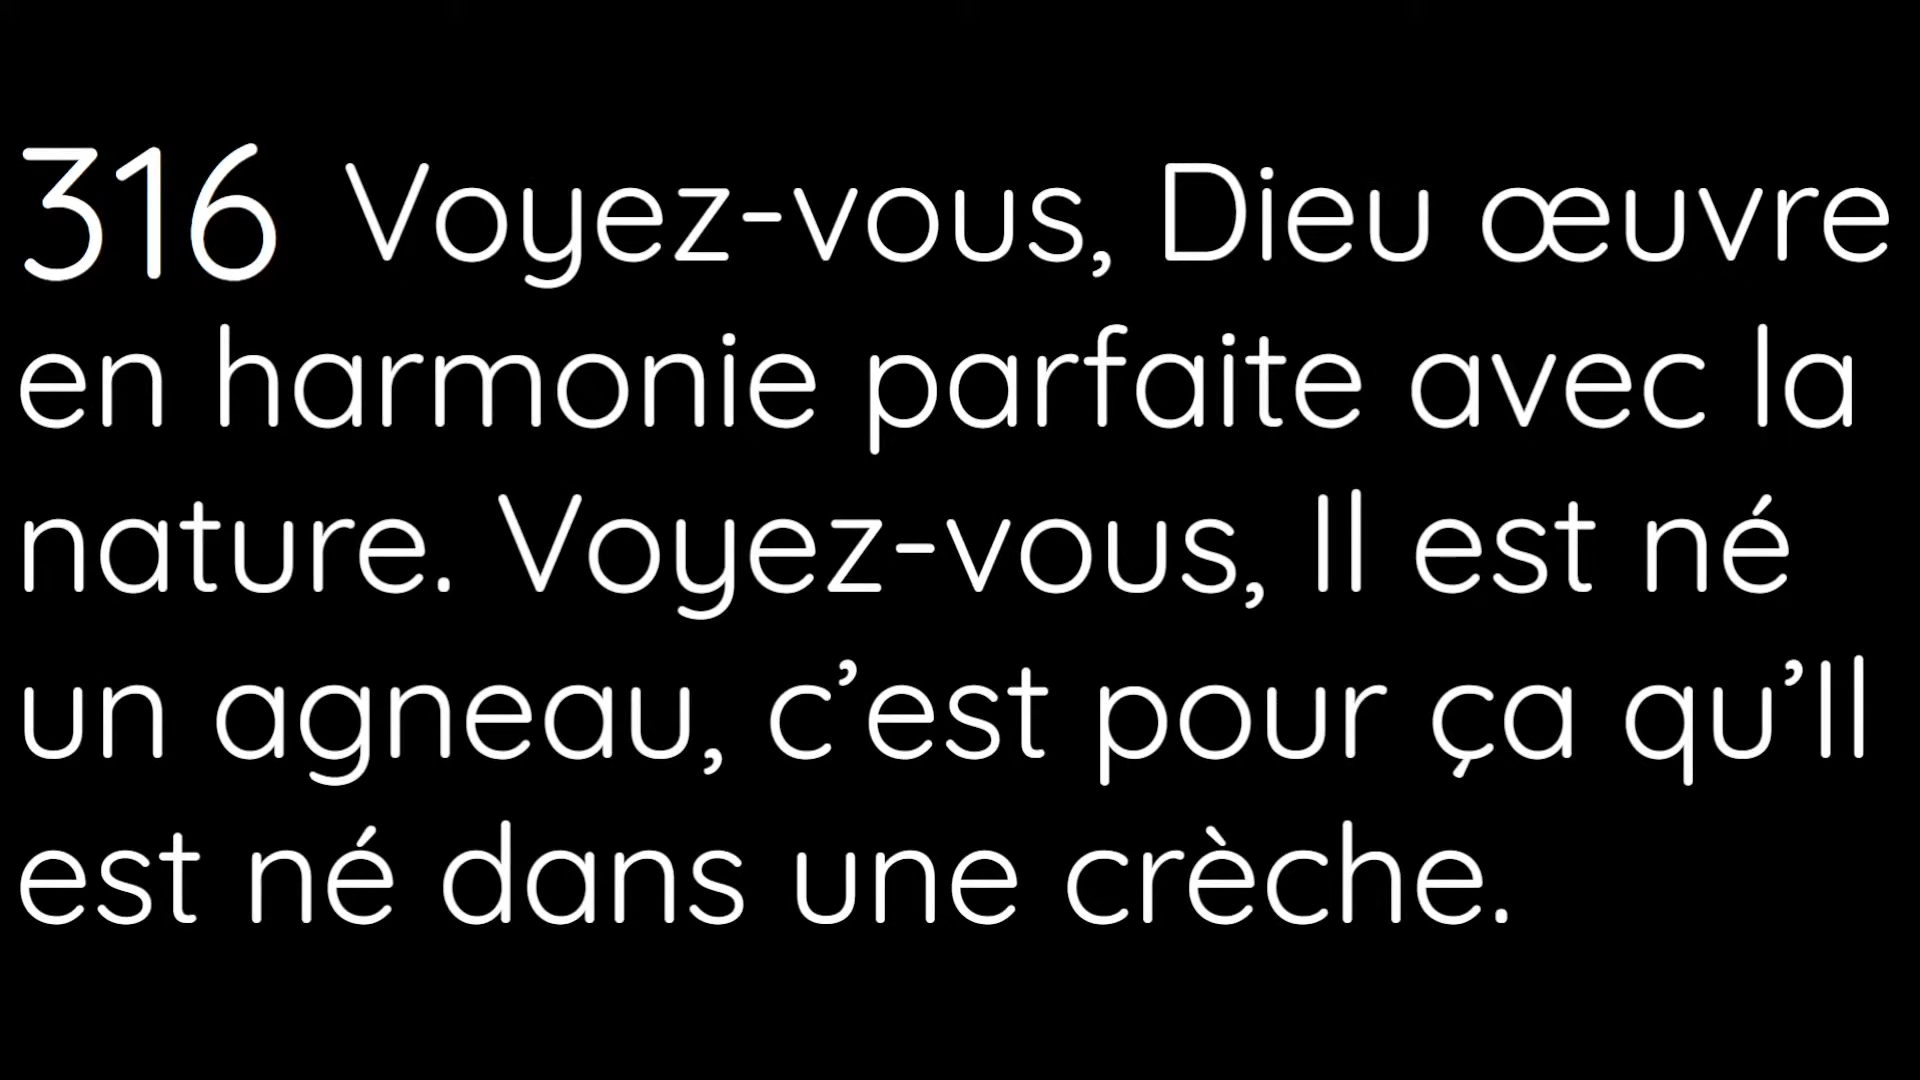 316 Voyez-vous, Dieu œuvre
en harmonie parfaite avec la
nature. Voyez-vous, Il est né
un agneau, c’est pour ça qu’Il
est né dans une crèche.